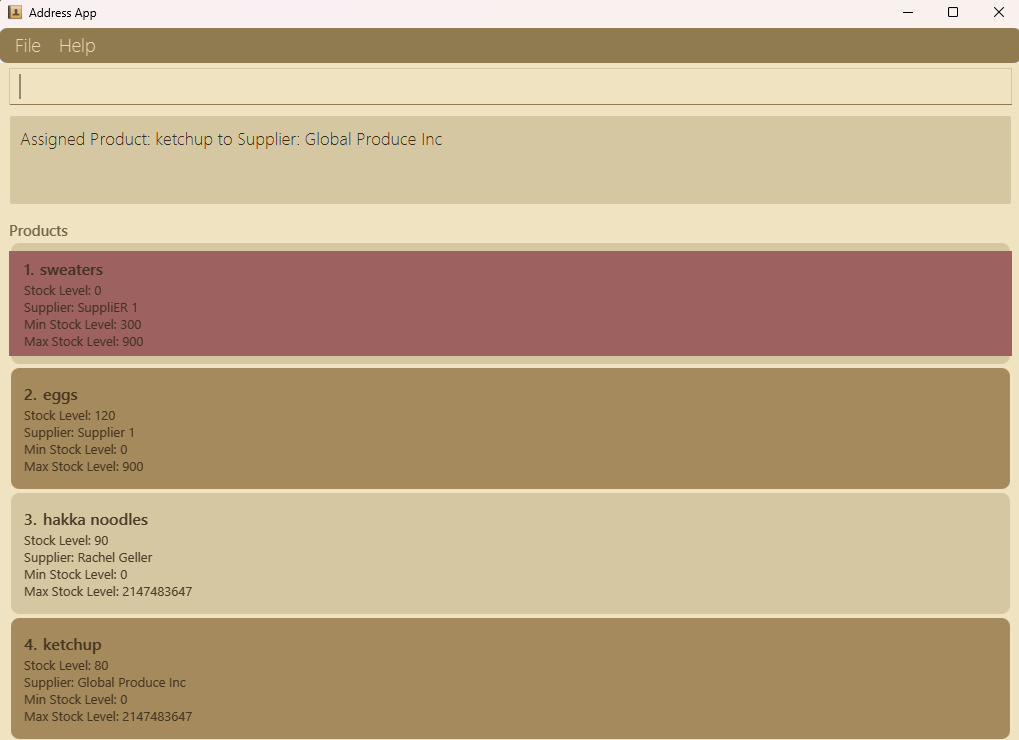 Address App
File Help
Assigned Product: ketchup to Supplier: Global Produce Inc
Products
1. sweaters
Stock Level: 0
Supplier: SuppliER 1
Min Stock Level: 300
Max Stock Level: 900
2. eggs
Stock Level: 120
Supplier: Supplier 1
Min Stock Level: 0
Max Stock Level: 900
3. hakka noodles
Stock Level: 90
Supplier: Rachel Geller
Min Stock Level: 0
Max Stock Level: 2147483647
4. ketchup
Stock Level: 80
Supplier: Global Produce Inc
Min Stock Level: 0
Max Stock Level: 2147483647